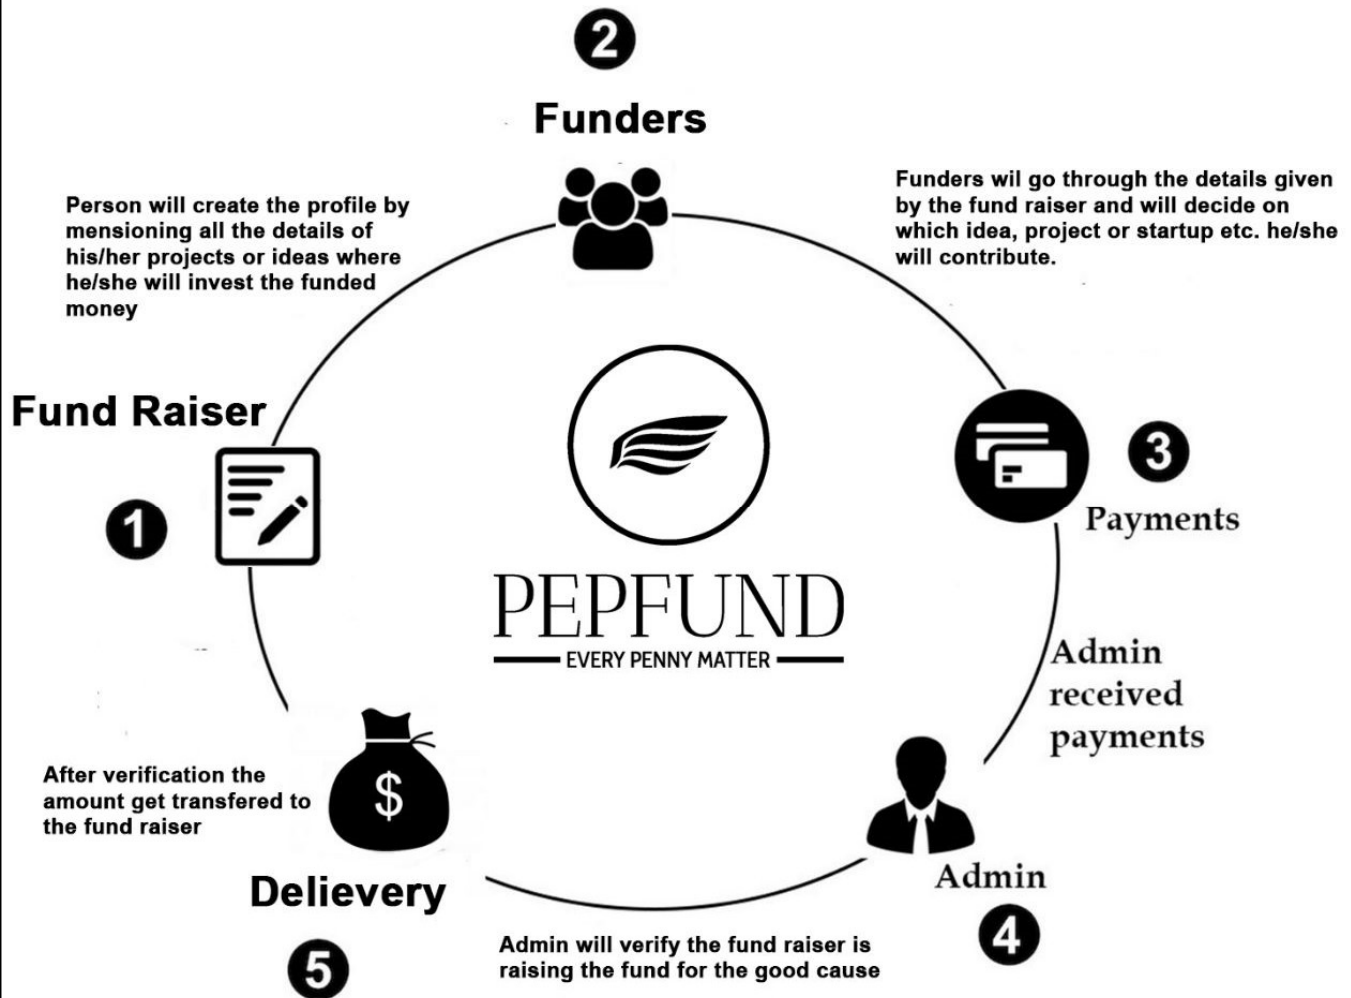 2
Funders
Person will create the profile by
mensioning all the details of
his/her projects or ideas where
he/she will invest the funded
money
Funders wil go through the details given
by the fund raiser and will decide on
which idea, project or startup etc. he/she
will contribute.
Fund Raiser
1
3
Payments
PEPFUND
EVERY PENNY MATTER
Admin
received
payments
After verification the
amount get transfered to
the fund raiser
$
Delievery
5
Admin
4
Admin will verify the fund raiser is
raising the fund for the good cause